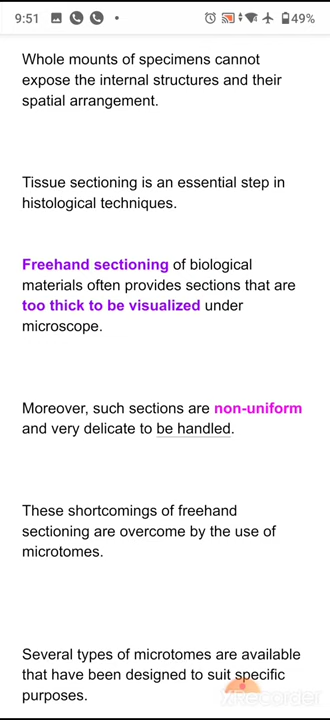 9:51
49%
Whole mounts of specimens cannot
expose the internal structures and their
spatial arrangement.
Tissue sectioning is an essential step in
histological techniques.
Freehand sectioning of biological
materials often provides sections that are
too thick to be visualized under
microscope.
Moreover, such sections are non-uniform
and very delicate to be handled.
These shortcomings of freehand
sectioning are overcome by the use of
microtomes.
Several types of microtomes are available
that have been designed to suit specific
purposes.
XRecorder